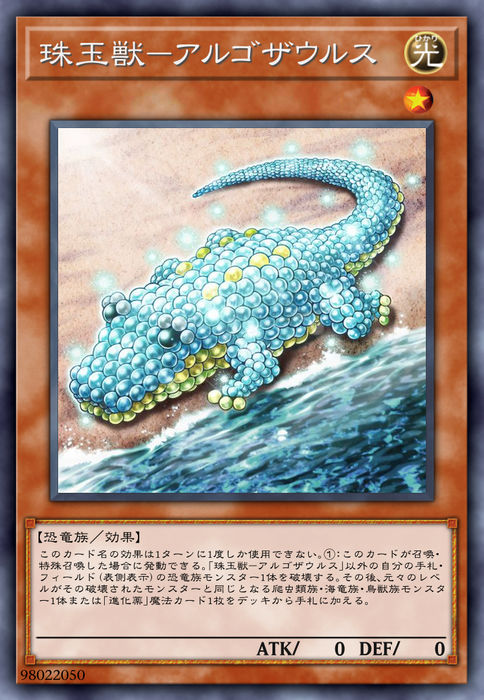 珠玉獣－アルゴザウルス
ひかり
光
【恐竜族／効果】
このカード名の効果は1ターンに1度しか使用できない。①：このカードが召喚・
特殊召喚した場合に発動できる。「珠玉獣－アルゴザウルス」以外の自分の手札・
フィールド（表側表示）の恐竜族モンスター1体を破壊する。その後、元々のレベ
ルがその破壊されたモンスターと同じとなる爬虫類族・海竜族・鳥獣族モンスタ
ー1体または「進化薬」魔法カード1枚をデッキから手札に加える。
ATK/ 0 DEF/ 0
98022050